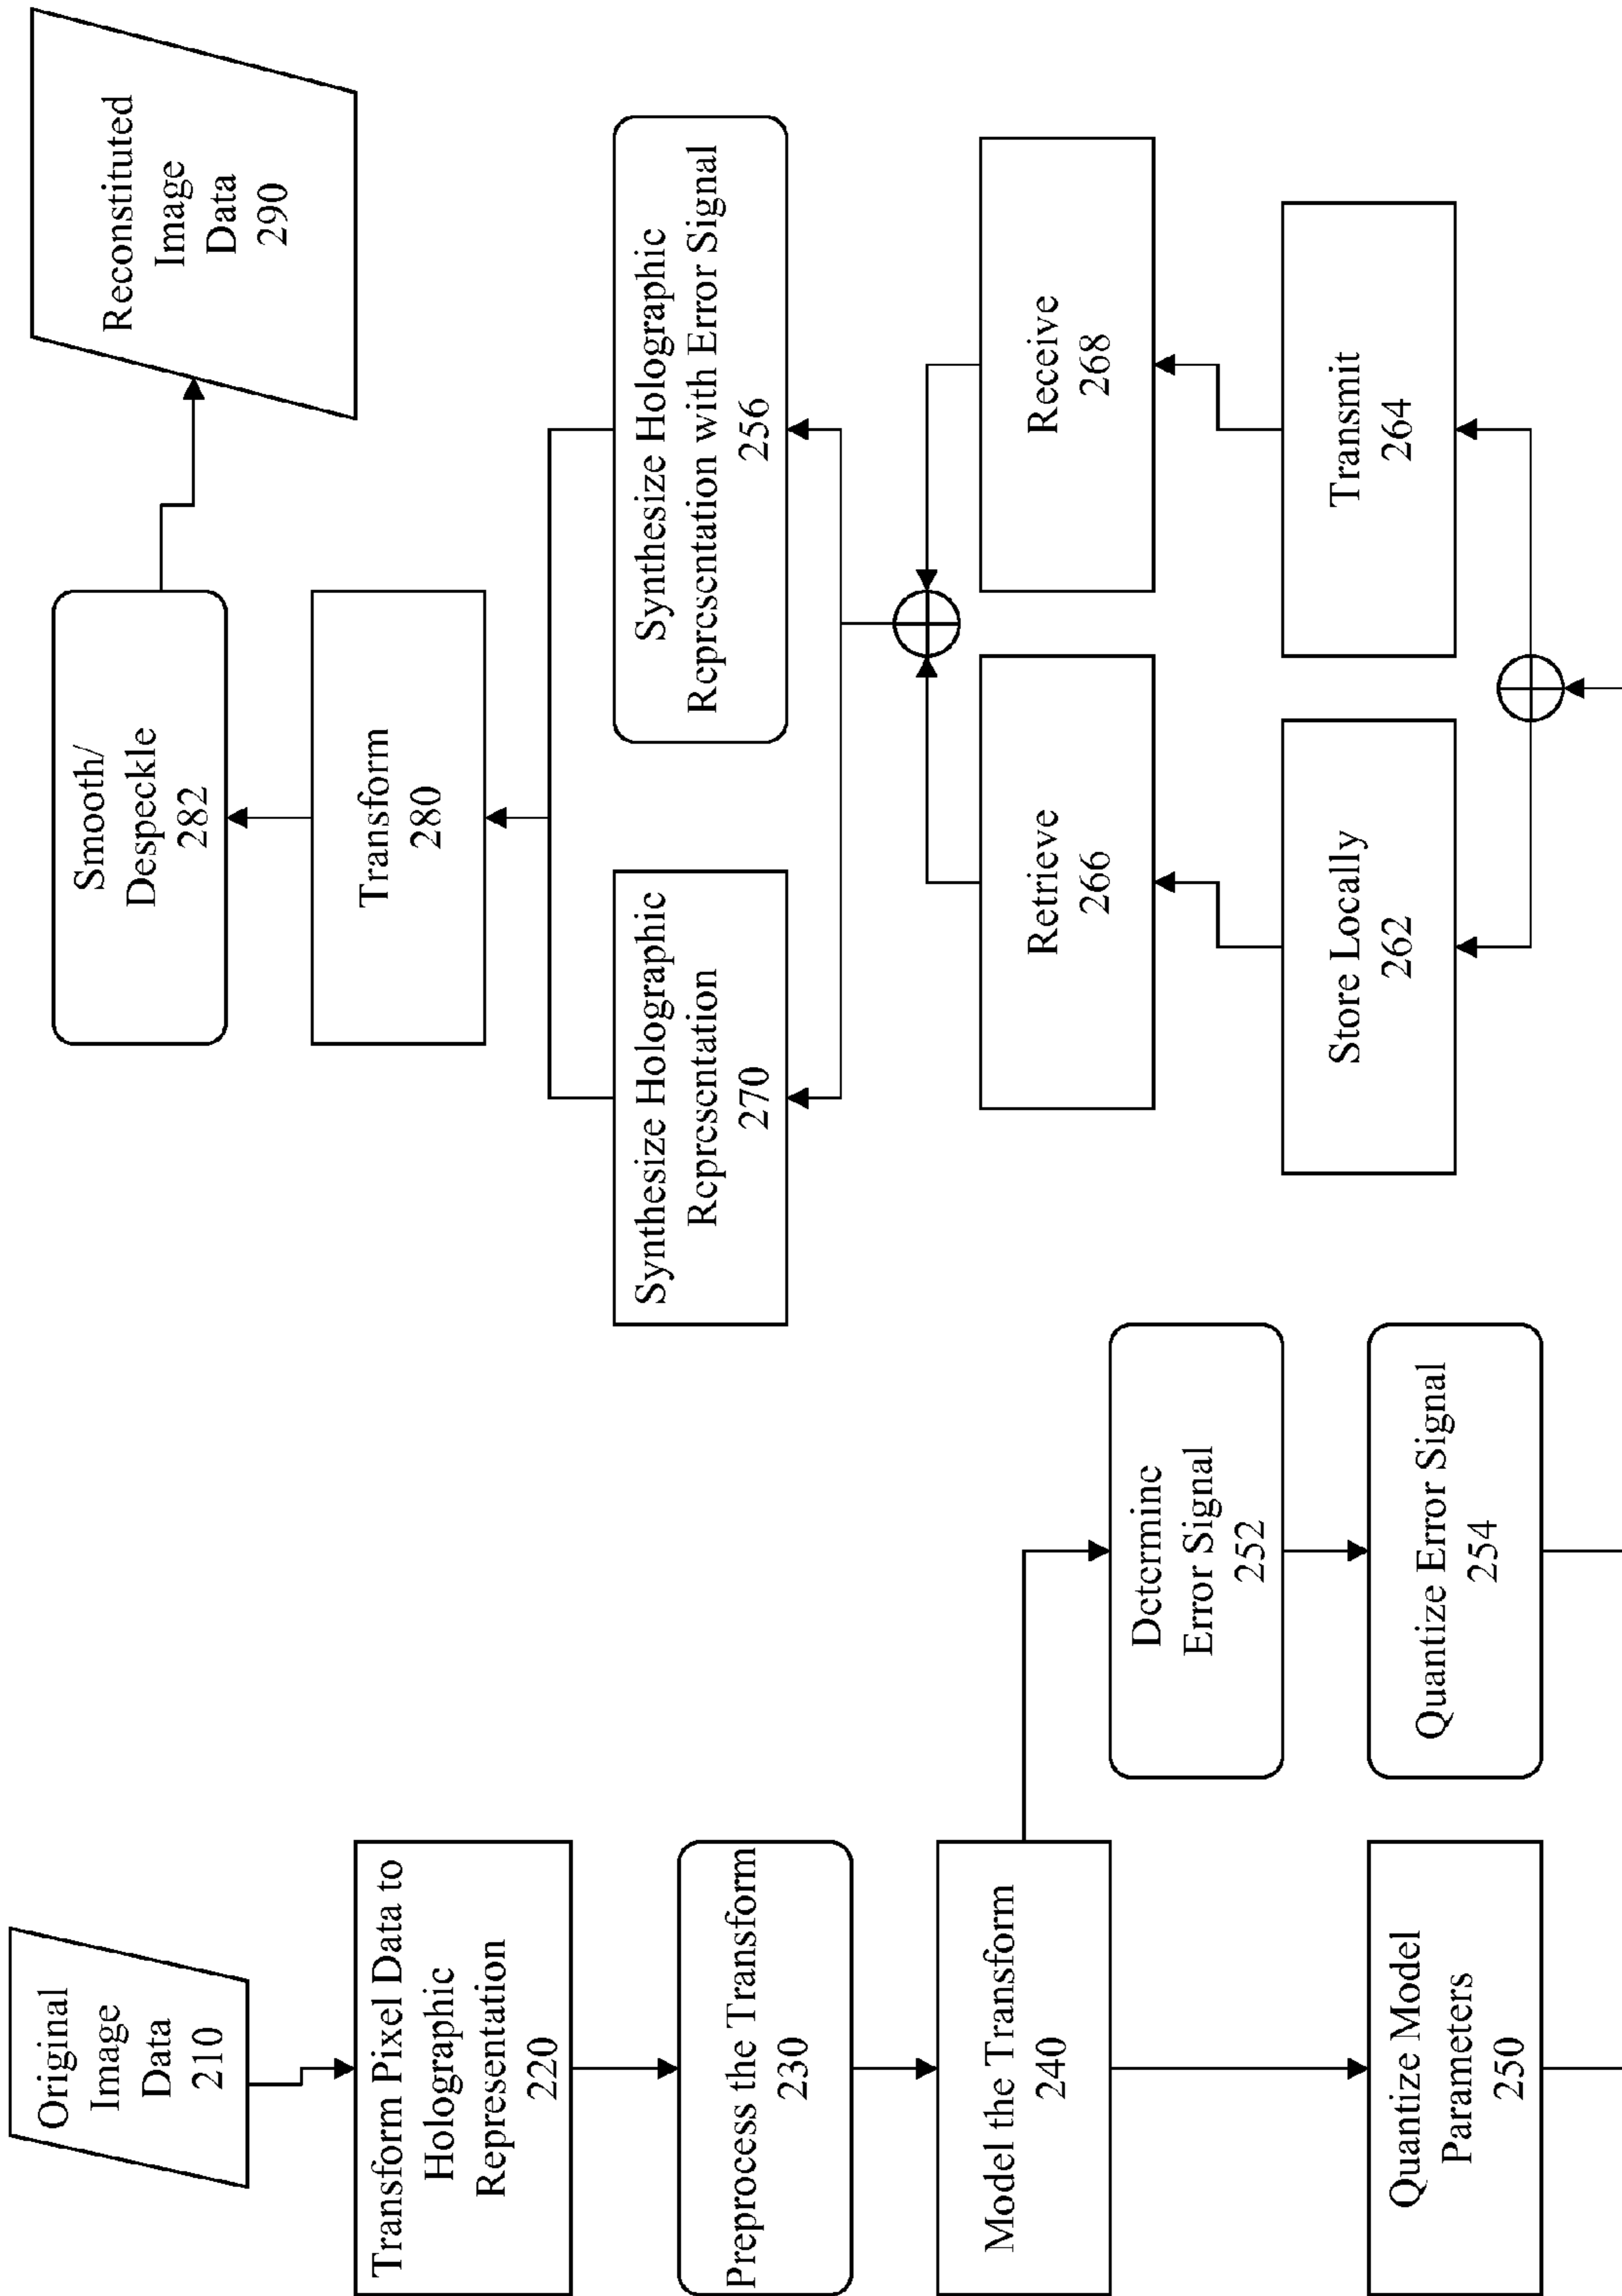 Original
Image
Data
210
Transform Pixel Data to
Holographic
Representation
220
Preprocess the Transform
230
Model the Transform
240
Quantize Model
Parameters
250
Determine
Error Signal
252
Quantize Error Signal
254
Store Locally
262
Transmit
264
Retrieve
266
Receive
268
Synthesize Holographic
Representation
270
Synthesize Holographic
Representation with Error Signal
256
Transform
280
Smooth/
Despeckle
282
Reconstituted
Image
Data
290